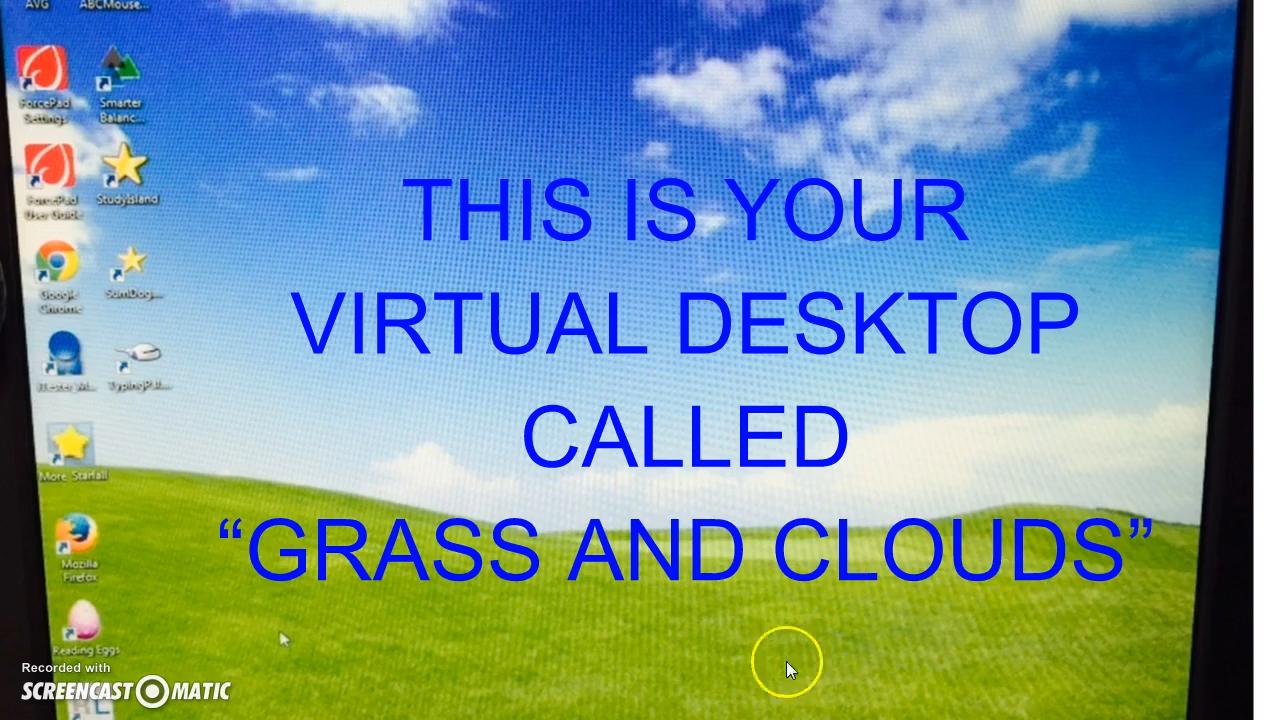 AVG
ABCMouse...
ForcePad
Settings
Smarter
Balanc...
ForcePad
User Guide
StudyIsland
Google
Chrome
SumDog...
TypingPal...
More Starfall
Mozilla
Firefox
Reading Eggs
THIS IS YOUR
VIRTUAL DESKTOP
CALLED
“GRASS AND CLOUDS”
Recorded with
SCREENCAST MATIC